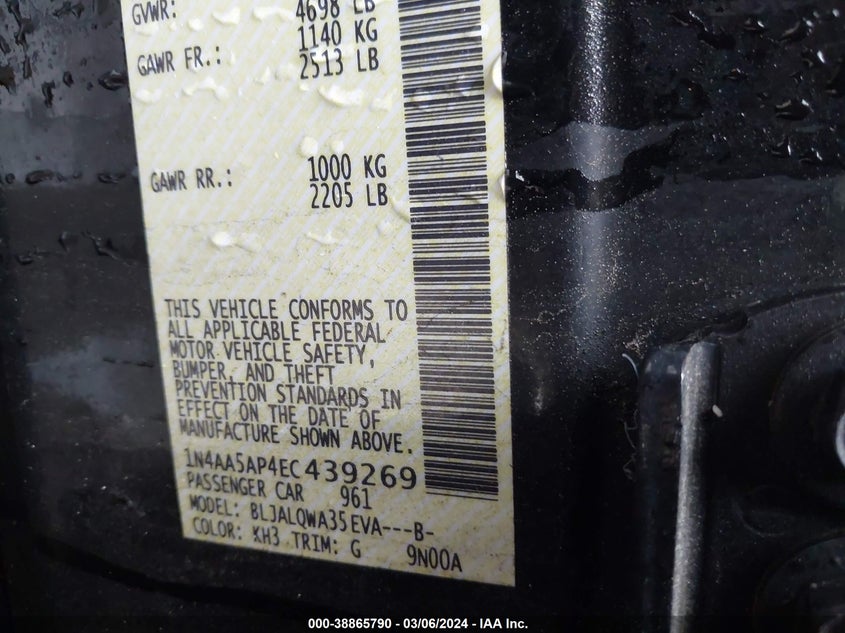 GVWR: 4698 LB
1140 KG
GAWR FR.: 2513 LB
1000 KG
GAWR RR.: 2205 LB
THIS VEHICLE CONFORMS TO
ALL APPLICABLE FEDERAL
MOTOR VEHICLE SAFETY,
BUMPER, AND THEFT
PREVENTION STANDARDS IN
EFFECT ON THE DATE OF
MANUFACTURE SHOWN ABOVE.
1N4AA5AP4EC439269
PASSENGER CAR 961
MODEL: BLJALQWA35EVA---B-
COLOR: KH3 TRIM: G 9N00A
000-38865790 - 03/06/2024 - IAA Inc.